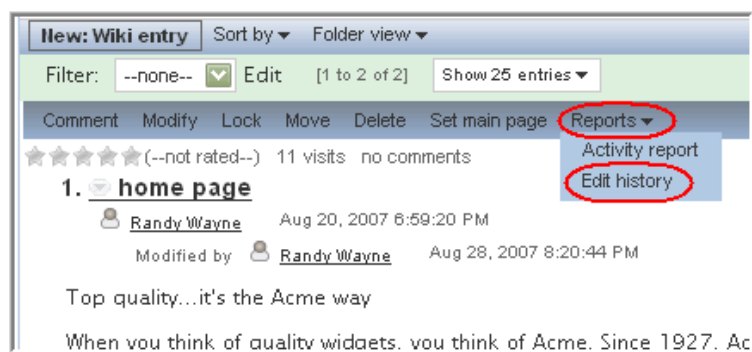 New: Wiki entry Sort by Folder view
Filter: --none-- Edit [1 to 2 of 2] Show 25 entries
Comment Modify Lock Move Delete Set main page Reports
Activity report
(--not rated--) 11 visits no comments
Edit history
1. home page
Randy Wayne Aug 20, 2007 6:59:20 PM
Modified by Randy Wayne Aug 28, 2007 8:20:44 PM
Top quality...it's the Acme way
When you think of quality widgets, you think of Acme. Since 1927, Ac